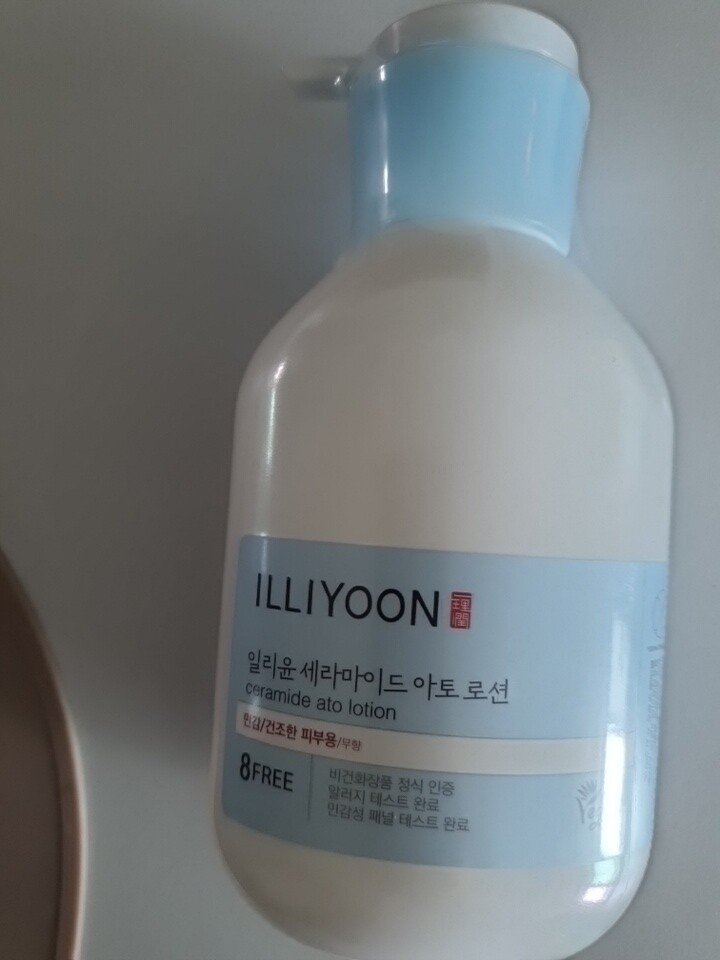 ILLIYOON
일리윤 세라마이드 아토 로션
ceramide ato lotion
민감/건조한 피부용/무향
8FREE
비건화장품 정식 인증
알러지 테스트 완료
민감성 패널 테스트 완료